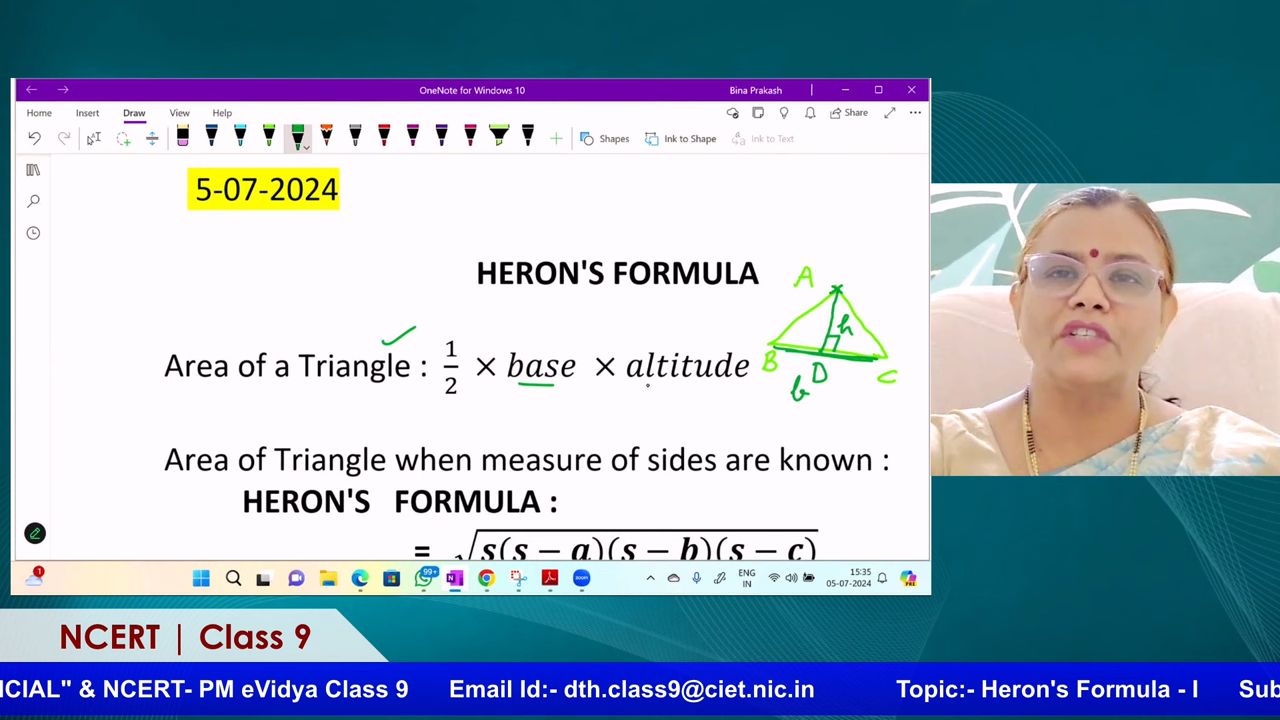 OneNote for Windows 10
Bina Prakash
Home Insert Draw View Help
Share
Shapes
Ink to Shape
Ink to Text
5-07-2024
HERON'S FORMULA
A
h
B
D
C
b
Area of a Triangle : 1/2 × base × altitude
Area of Triangle when measure of sides are known :
HERON'S FORMULA :
= √s(s − a)(s − b)(s − c)
1
99+
ENG
IN
15:35
05-07-2024
NCERT | Class 9
ICIAL" & NCERT- PM eVidya Class 9 Email Id:- dth.class9@ciet.nic.in Topic:- Heron's Formula - I Sub